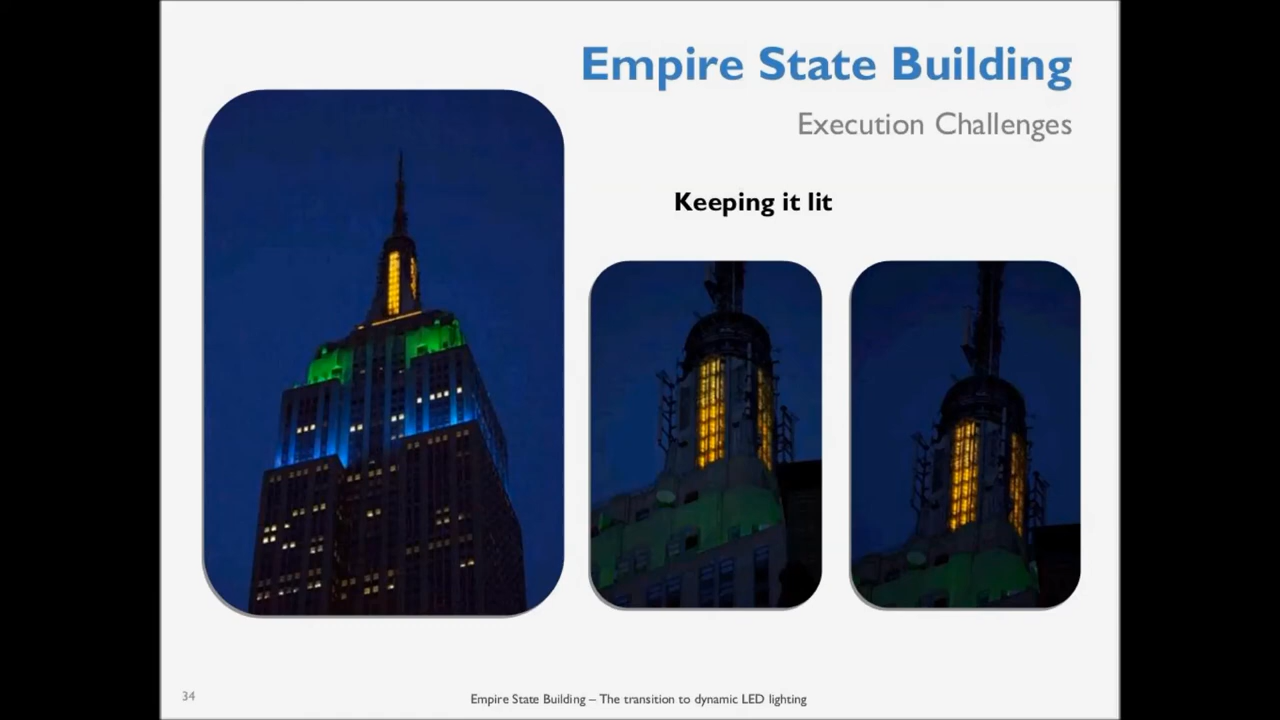 Empire State Building
Execution Challenges
Keeping it lit
34
Empire State Building – The transition to dynamic LED lighting